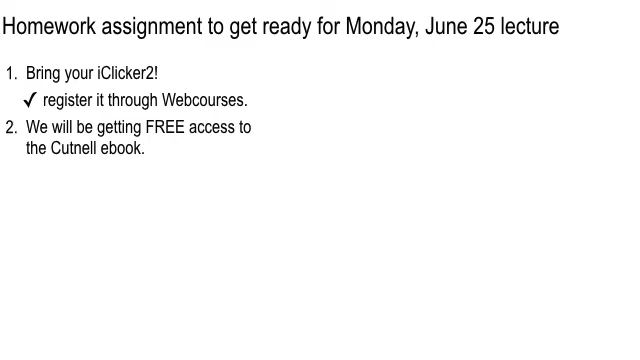 Homework assignment to get ready for Monday, June 25 lecture
1. Bring your iClicker2!
✓ register it through Webcourses.
2. We will be getting FREE access to
the Cutnell ebook.